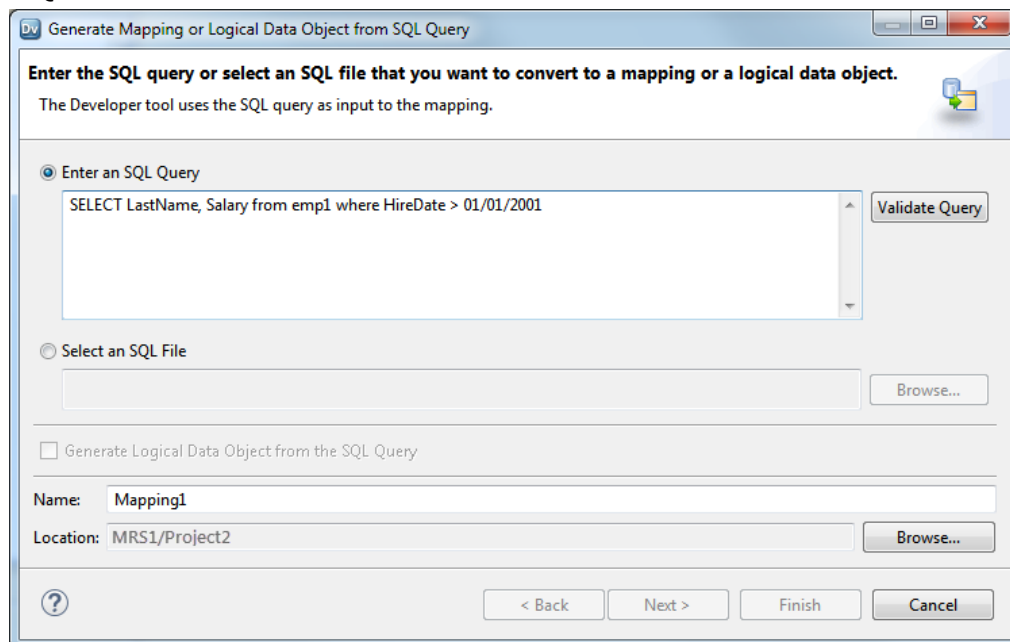 Dv Generate Mapping or Logical Data Object from SQL Query
Enter the SQL query or select an SQL file that you want to convert to a mapping or a logical data object.
The Developer tool uses the SQL query as input to the mapping.
Enter an SQL Query
SELECT LastName, Salary from emp1 where HireDate > 01/01/2001
Validate Query
Select an SQL File
Browse...
Generate Logical Data Object from the SQL Query
Name: Mapping1
Location: MRS1/Project2 Browse...
? < Back Next > Finish Cancel